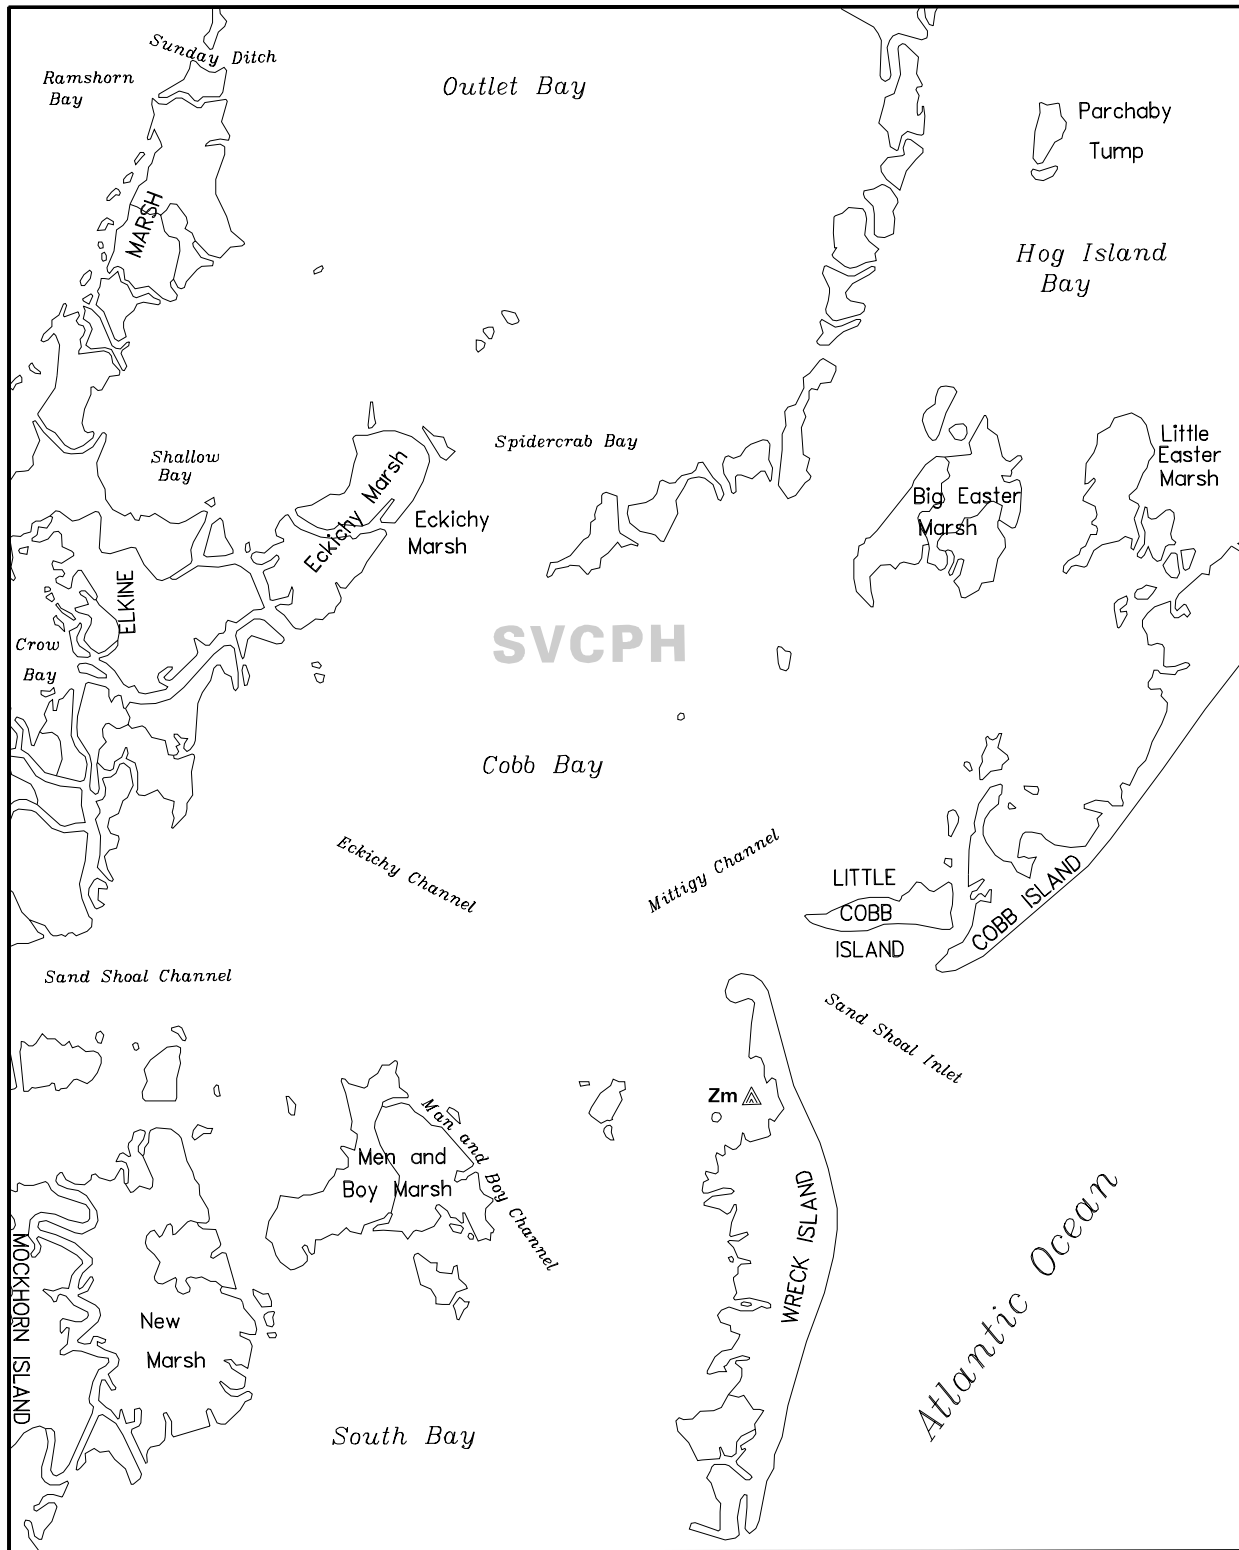 Sunday Ditch
Ramshorn
Bay
Outlet Bay
Parchaby
Tump
MARSH
Hog Island
Bay
Shallow
Bay
Spidercrab Bay
Little
Easter
Marsh
Eckichy Marsh
Eckichy
Marsh
Big Easter
Marsh
ELKINE
SVCPH
Crow
Bay
Cobb Bay
Eckichy Channel
Mittigy Channel
LITTLE
COBB
ISLAND
COBB ISLAND
Sand Shoal Channel
Sand Shoal Inlet
Zm
Man and Boy Channel
Men and
Boy Marsh
WRECK ISLAND
Atlantic Ocean
MOCKHORN ISLAND
New
Marsh
South Bay